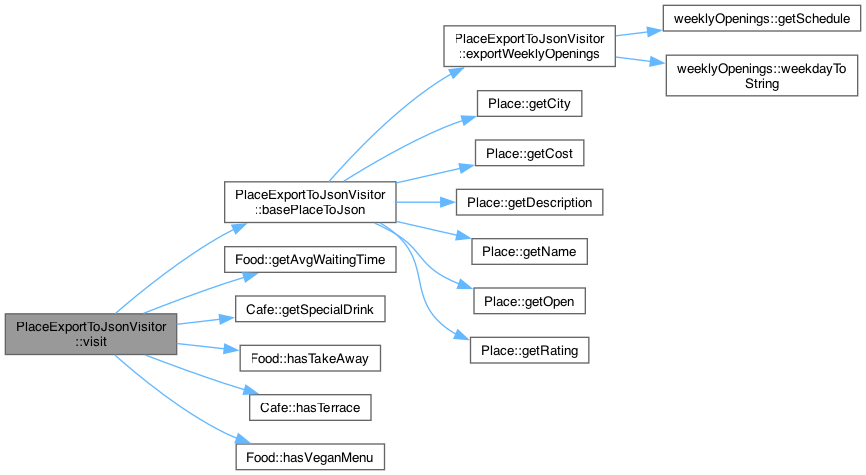 weeklyOpenings::getSchedule
PlaceExportToJsonVisitor
::exportWeeklyOpenings
weeklyOpenings::weekdayTo
String
Place::getCity
Place::getCost
PlaceExportToJsonVisitor
::basePlaceToJson
Place::getDescription
Place::getName
Food::getAvgWaitingTime
Place::getOpen
Cafe::getSpecialDrink
PlaceExportToJsonVisitor
::visit
Place::getRating
Food::hasTakeAway
Cafe::hasTerrace
Food::hasVeganMenu